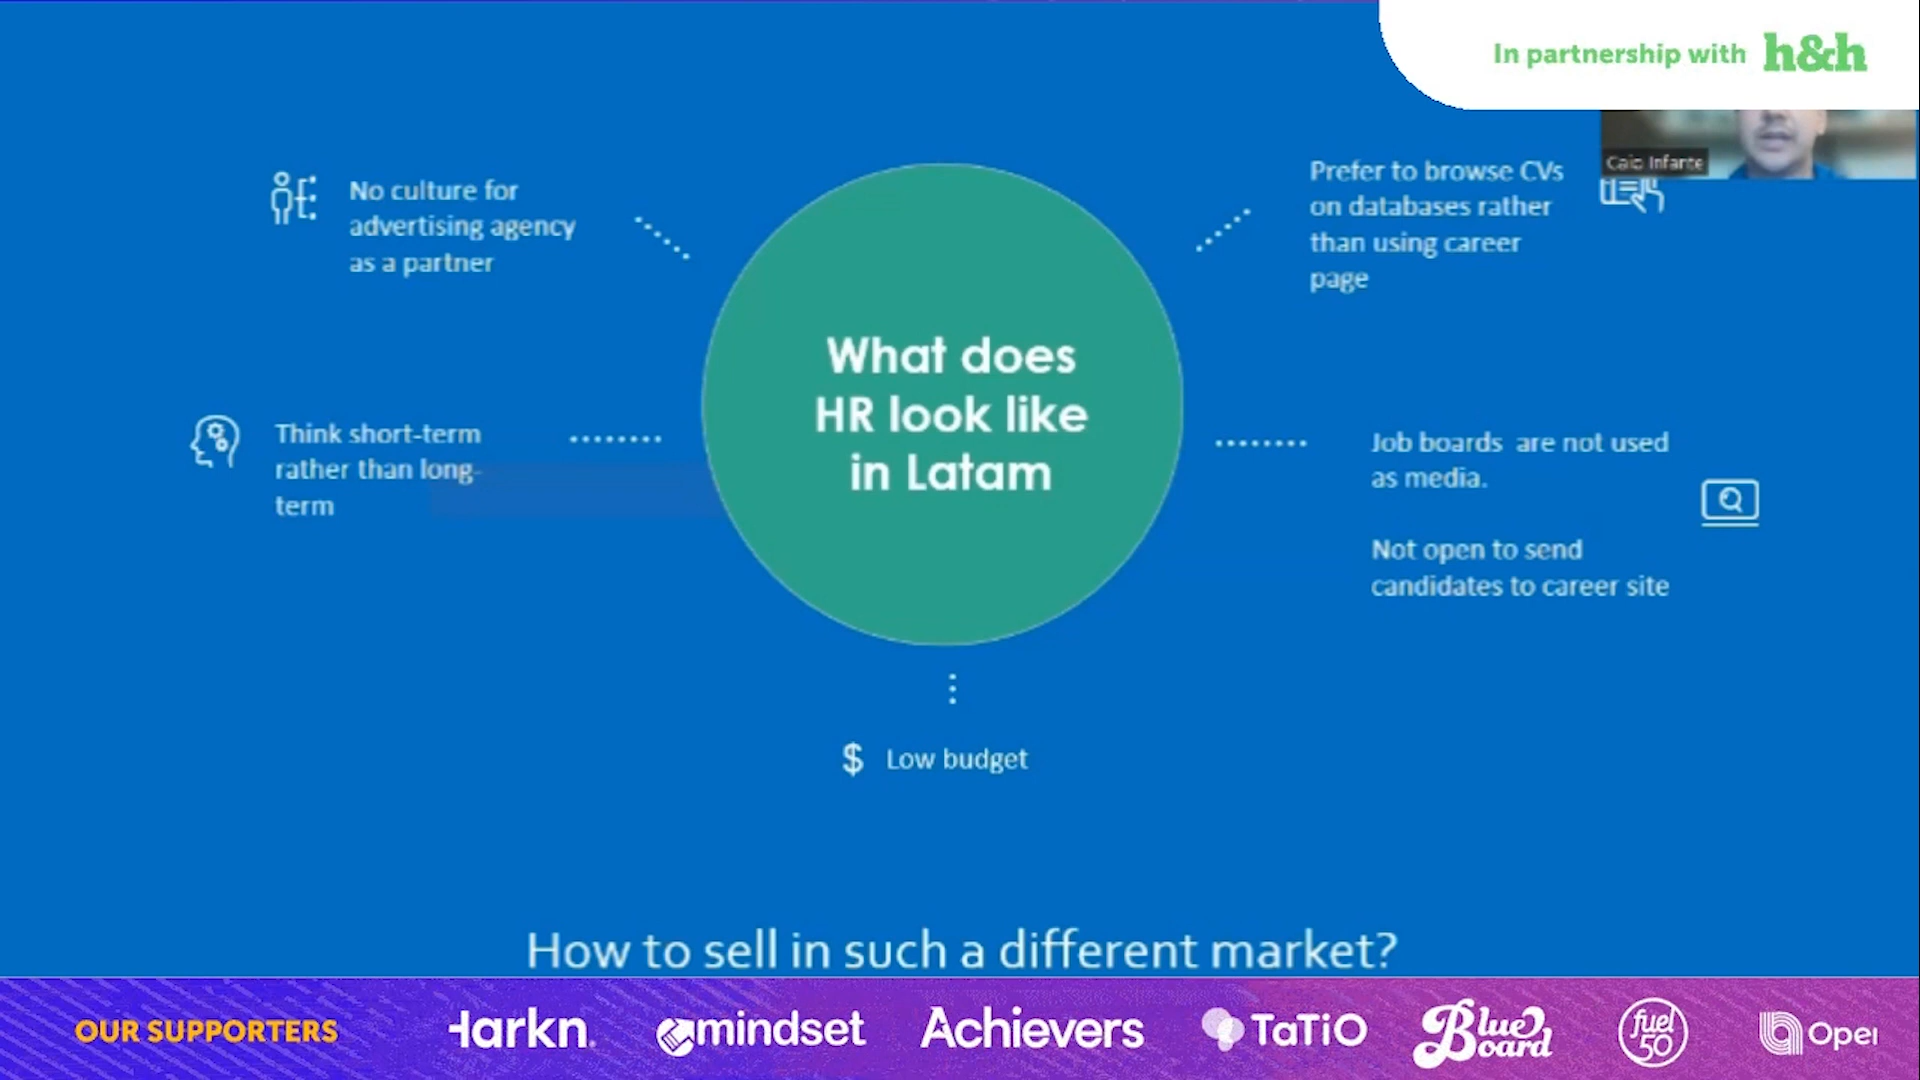 In partnership with h&h
Caio Infante
No culture for
advertising agency
as a partner
Prefer to browse CVs
on databases rather
than using career
page
What does
HR look like
in Latam
Think short-term
rather than long-
term
Job boards are not used
as media.
Not open to send
candidates to career site
$ Low budget
How to sell in such a different market?
OUR SUPPORTERS
Harkn.
mindset
Achievers
TaTiO
Blue
Board
fuel
50
Oper